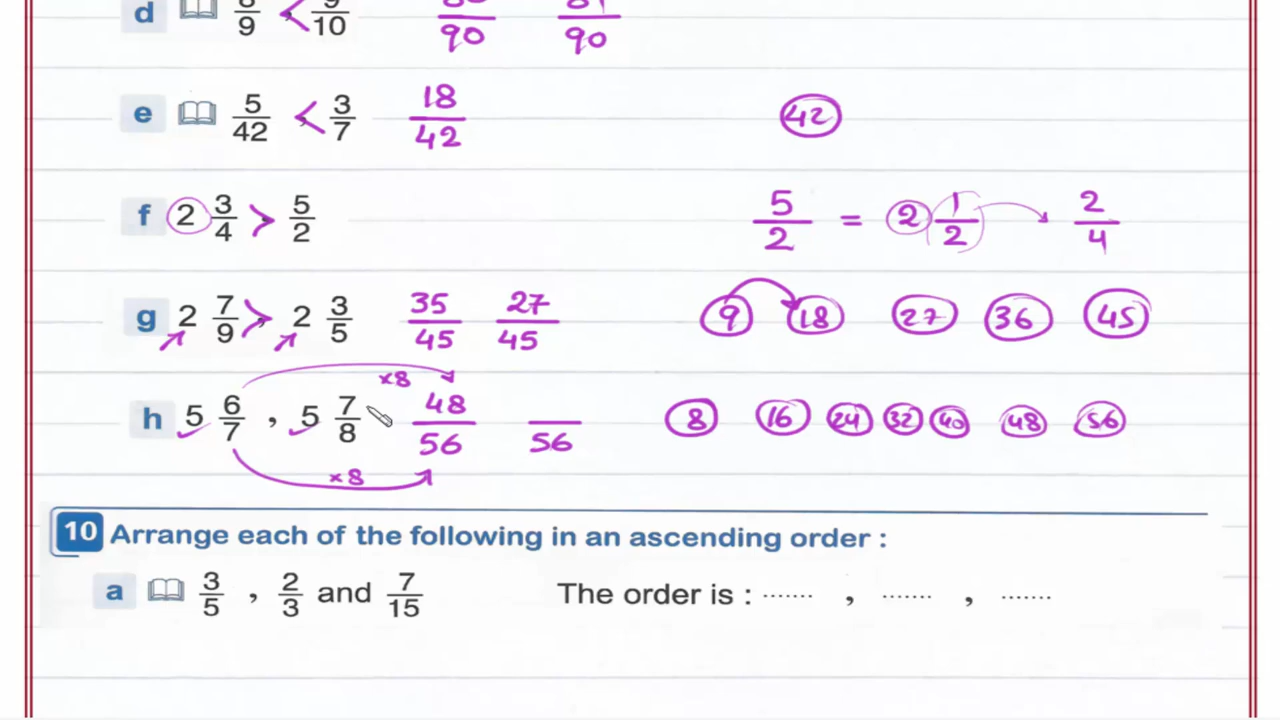 d 9 < 10 90 90
e 5/42 < 3/7 18/42 42
f 2 3/4 > 5/2 5/2 = 2 1/2 2/4
g 2 7/9 > 2 3/5 35/45 27/45 9 18 27 36 45
×8
h 5 6/7 , 5 7/8 48/56 /56 8 16 24 32 40 48 56
×8
10 Arrange each of the following in an ascending order :
a 3/5 , 2/3 and 7/15 The order is : ....... , ....... , .......